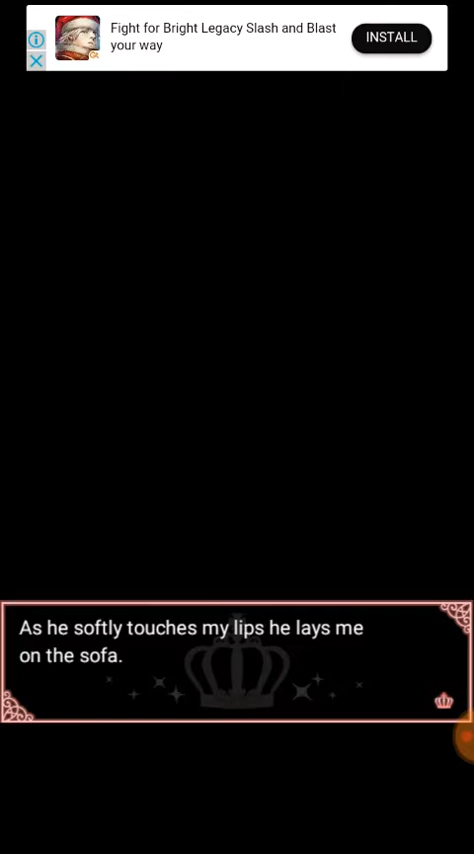 Fight for Bright Legacy Slash and Blast
your way
INSTALL
As he softly touches my lips he lays me
on the sofa.